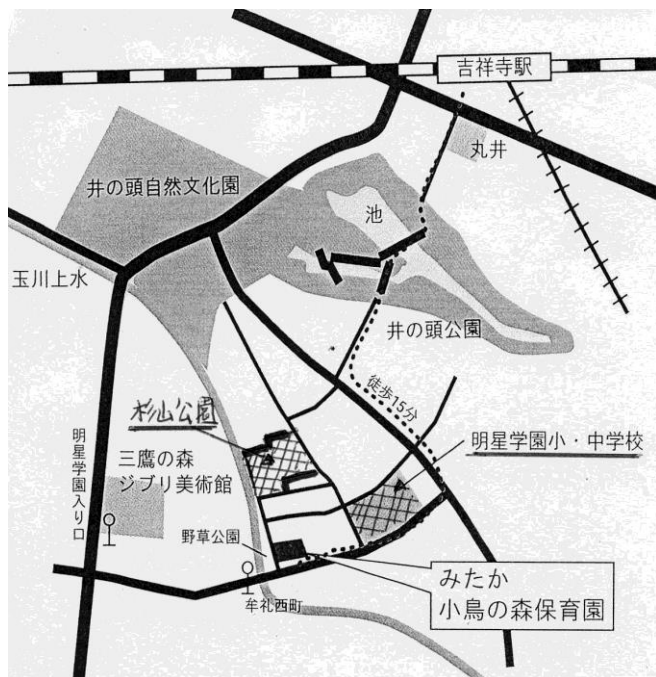 吉祥寺駅
丸井
井の頭自然文化園
池
玉川上水
井の頭公園
徒歩15分
杉山公園
明星学園小・中学校
明星学園入り口
三鷹の森
ジブリ美術館
野草公園
牟礼西町
みたか
小鳥の森保育園